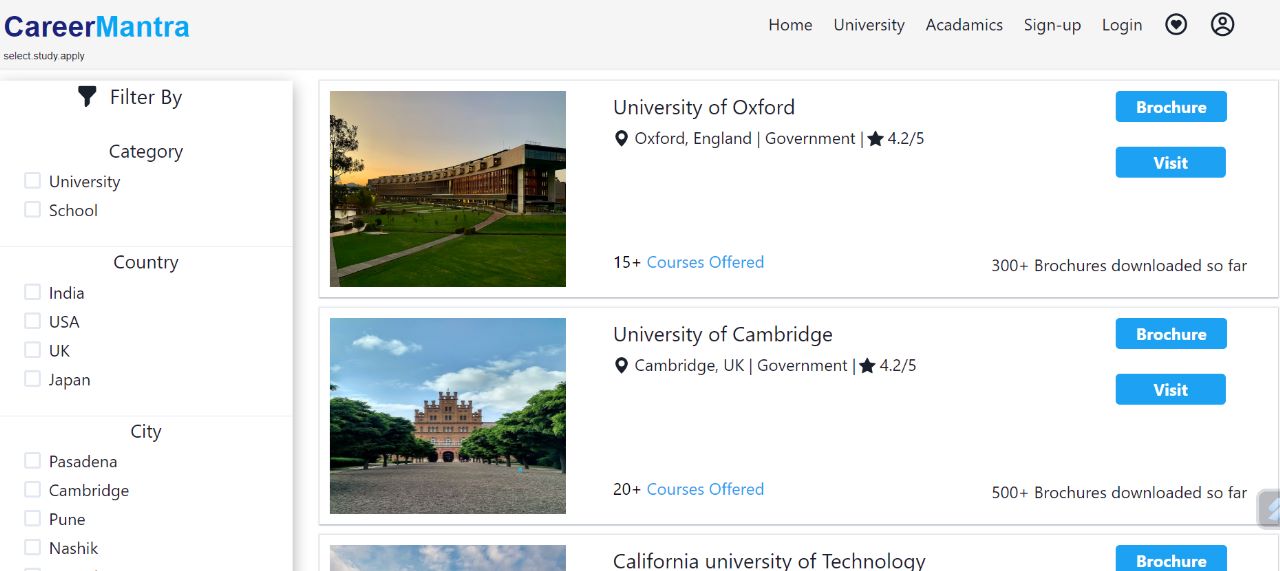 CareerMantra
select study apply
Home University Acadamics Sign-up Login
Filter By
Category
University
School
Country
India
USA
UK
Japan
City
Pasadena
Cambridge
Pune
Nashik
University of Oxford
Oxford, England | Government | 4.2/5
Brochure
Visit
15+ Courses Offered
300+ Brochures downloaded so far
University of Cambridge
Cambridge, UK | Government | 4.2/5
Brochure
Visit
20+ Courses Offered
500+ Brochures downloaded so far
California university of Technology
Brochure